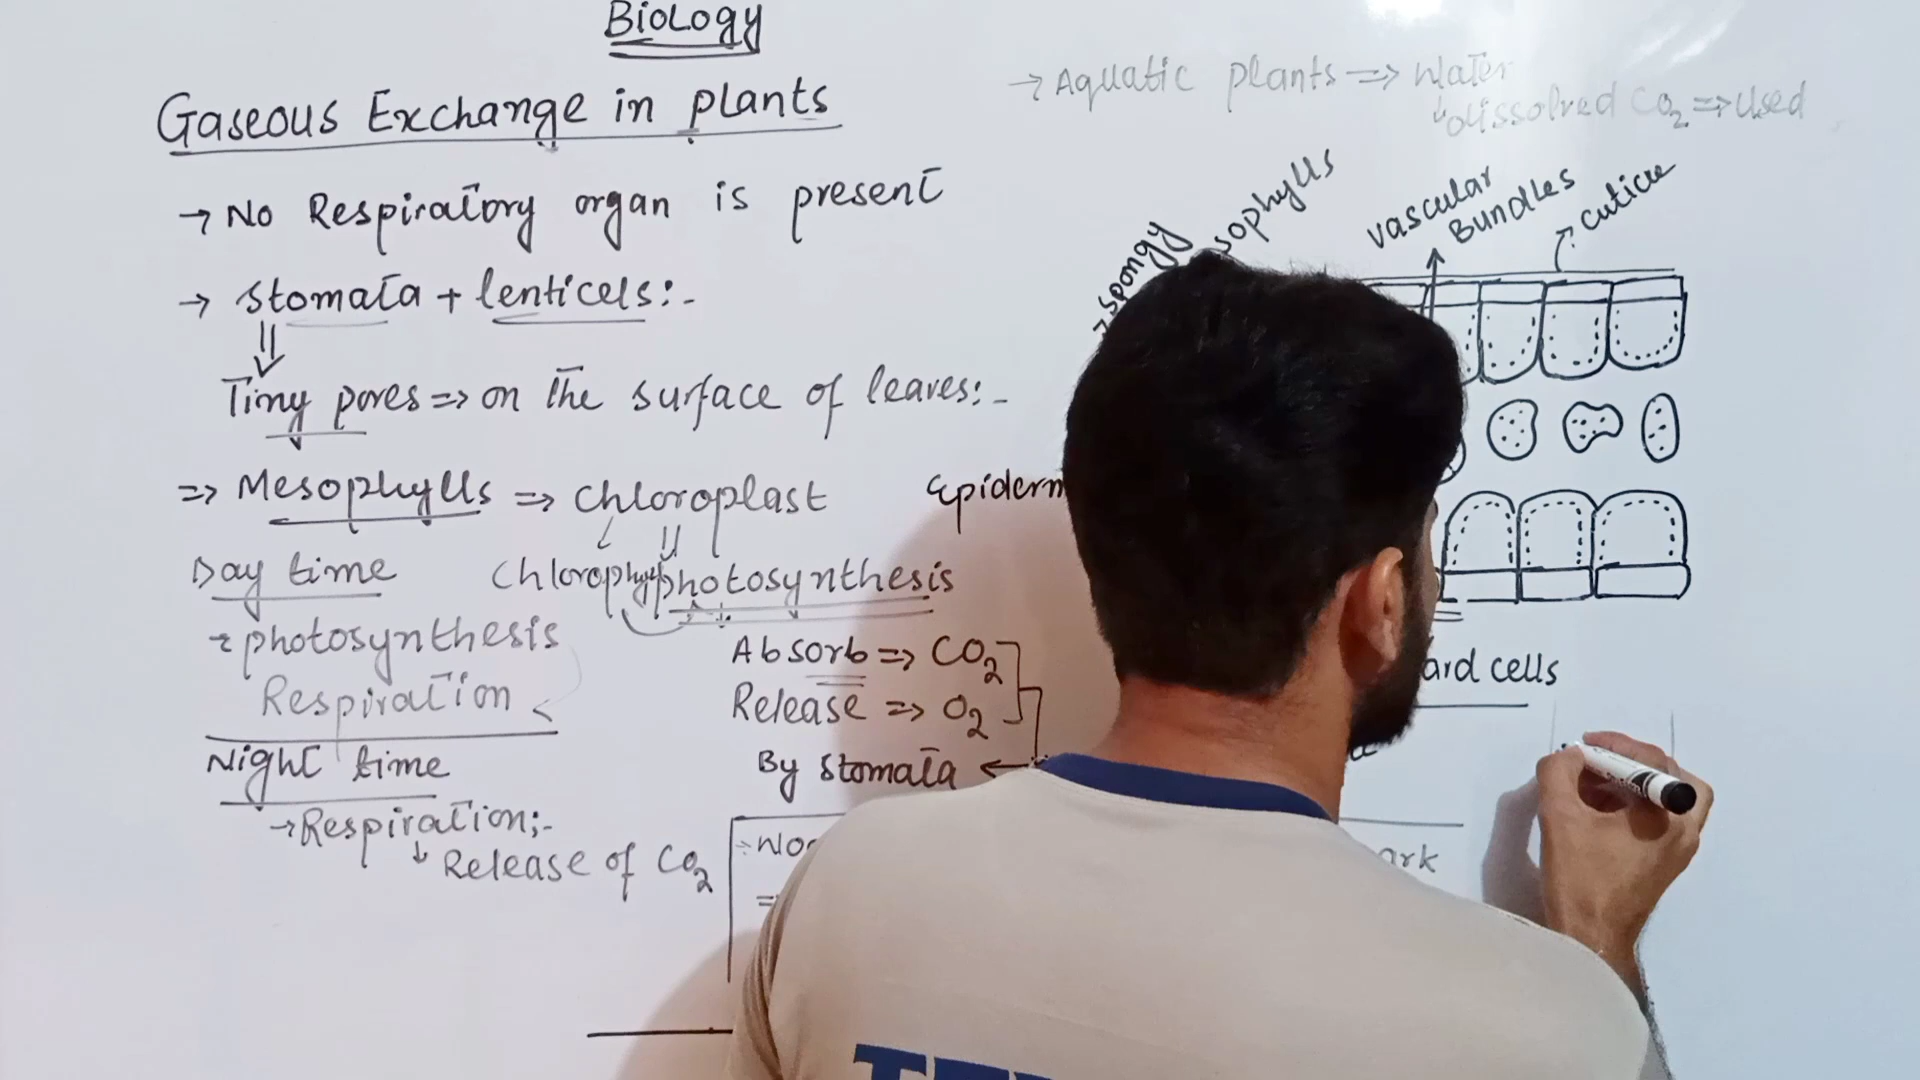 Biology
Gaseous Exchange in plants
→ No Respiratory organ is present
→ stomata + lenticels:-
Tiny pores => on the surface of leaves:-
=> Mesophylls => chloroplast
Day time
→ photosynthesis
Respiration
Night time
→ Respiration:-
↳ Release of CO2
photosynthesis
Absorb => CO2
Release => O2
By stomata ←
→ Aquatic plants => Water
↳ dissolved CO2 => Used
→ spongy
sophylls
vascular
Bundles
cuticle
Epiderm
ard cells
ark